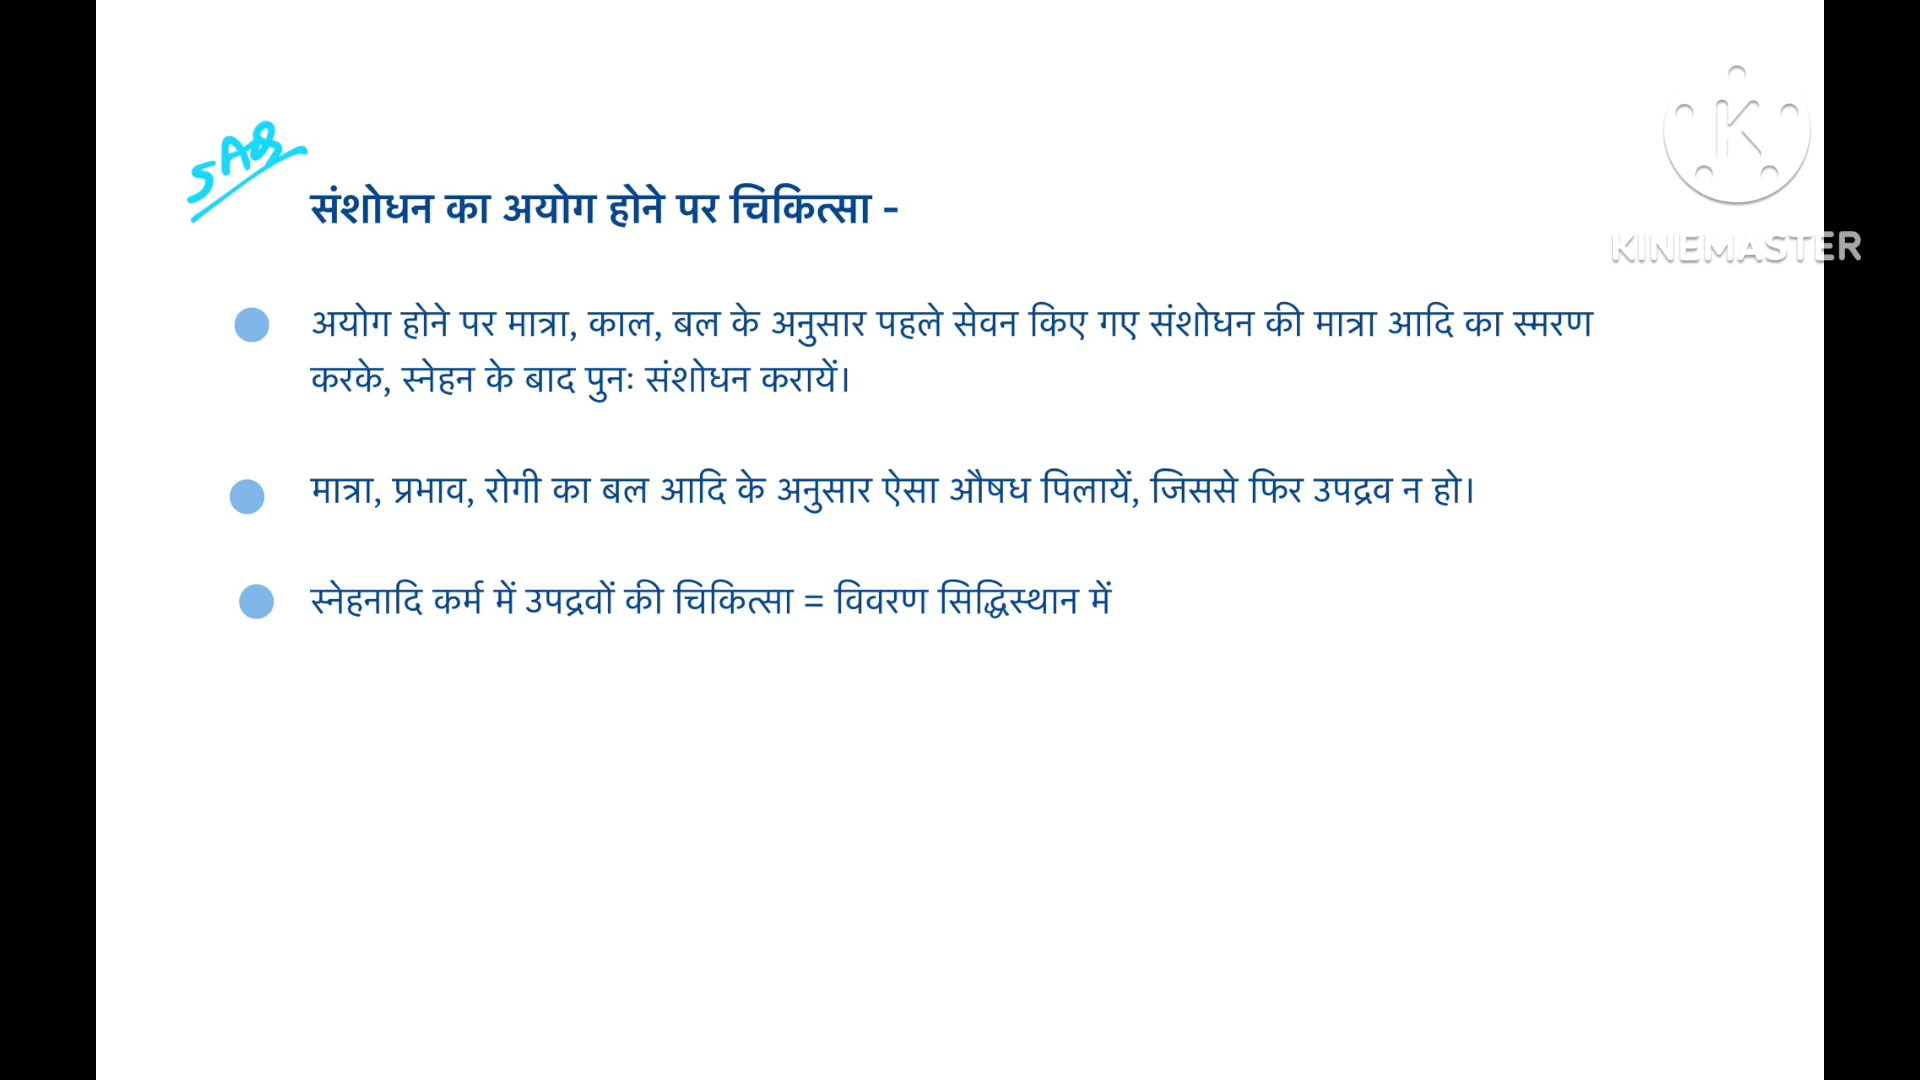 SAQ
संशोधन का अयोग होने पर चिकित्सा -
K
KINEMASTER
अयोग होने पर मात्रा, काल, बल के अनुसार पहले सेवन किए गए संशोधन की मात्रा आदि का स्मरण
करके, स्नेहन के बाद पुनः संशोधन करायें।
मात्रा, प्रभाव, रोगी का बल आदि के अनुसार ऐसा औषध पिलायें, जिससे फिर उपद्रव न हो।
स्नेहनादि कर्म में उपद्रवों की चिकित्सा = विवरण सिद्धिस्थान में